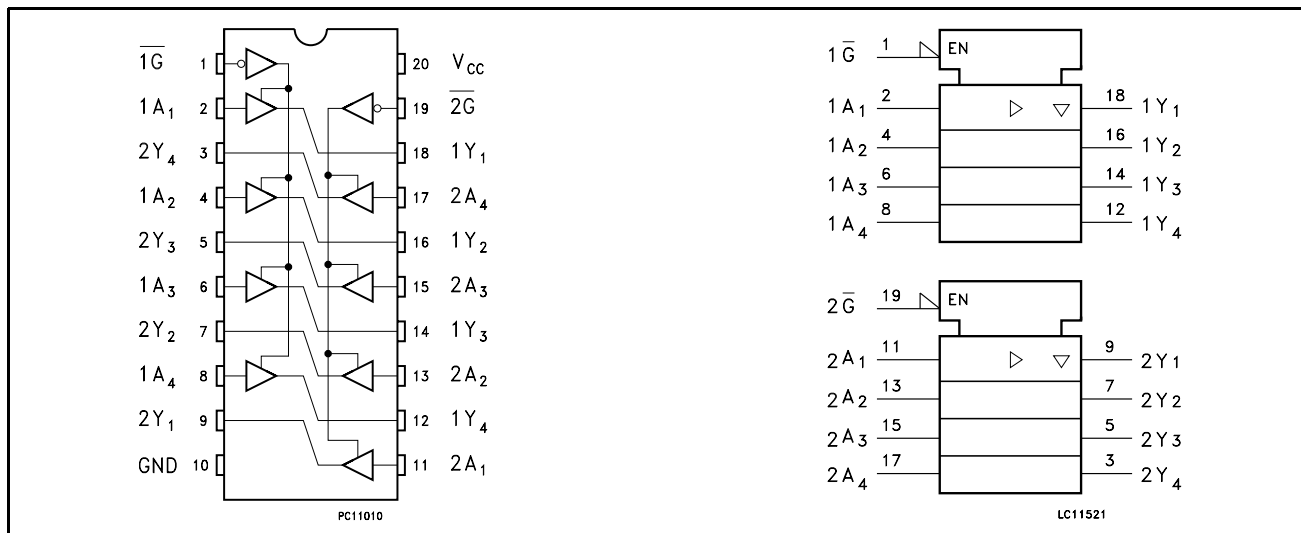 1G̅ 1 20 VCC
1A1 2 19 2G̅
2Y4 3 18 1Y1
1A2 4 17 2A4
2Y3 5 16 1Y2
1A3 6 15 2A3
2Y2 7 14 1Y3
1A4 8 13 2A2
2Y1 9 12 1Y4
GND 10 11 2A1
PC11010
1G̅ 1 EN
1A1 2 18 1Y1
1A2 4 16 1Y2
1A3 6 14 1Y3
1A4 8 12 1Y4
2G̅ 19 EN
2A1 11 9 2Y1
2A2 13 7 2Y2
2A3 15 5 2Y3
2A4 17 3 2Y4
LC11521